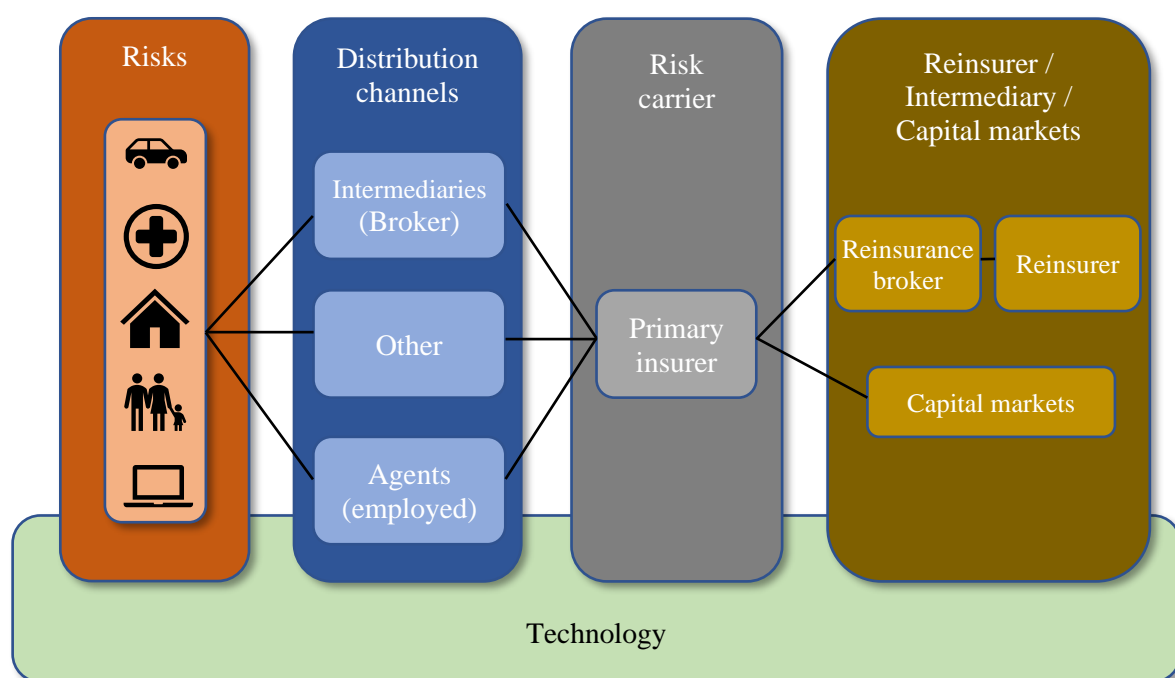 Risks
Distribution
channels
Intermediaries
(Broker)
Other
Agents
(employed)
Risk
carrier
Primary
insurer
Reinsurer /
Intermediary /
Capital markets
Reinsurance
broker
Reinsurer
Capital markets
Technology